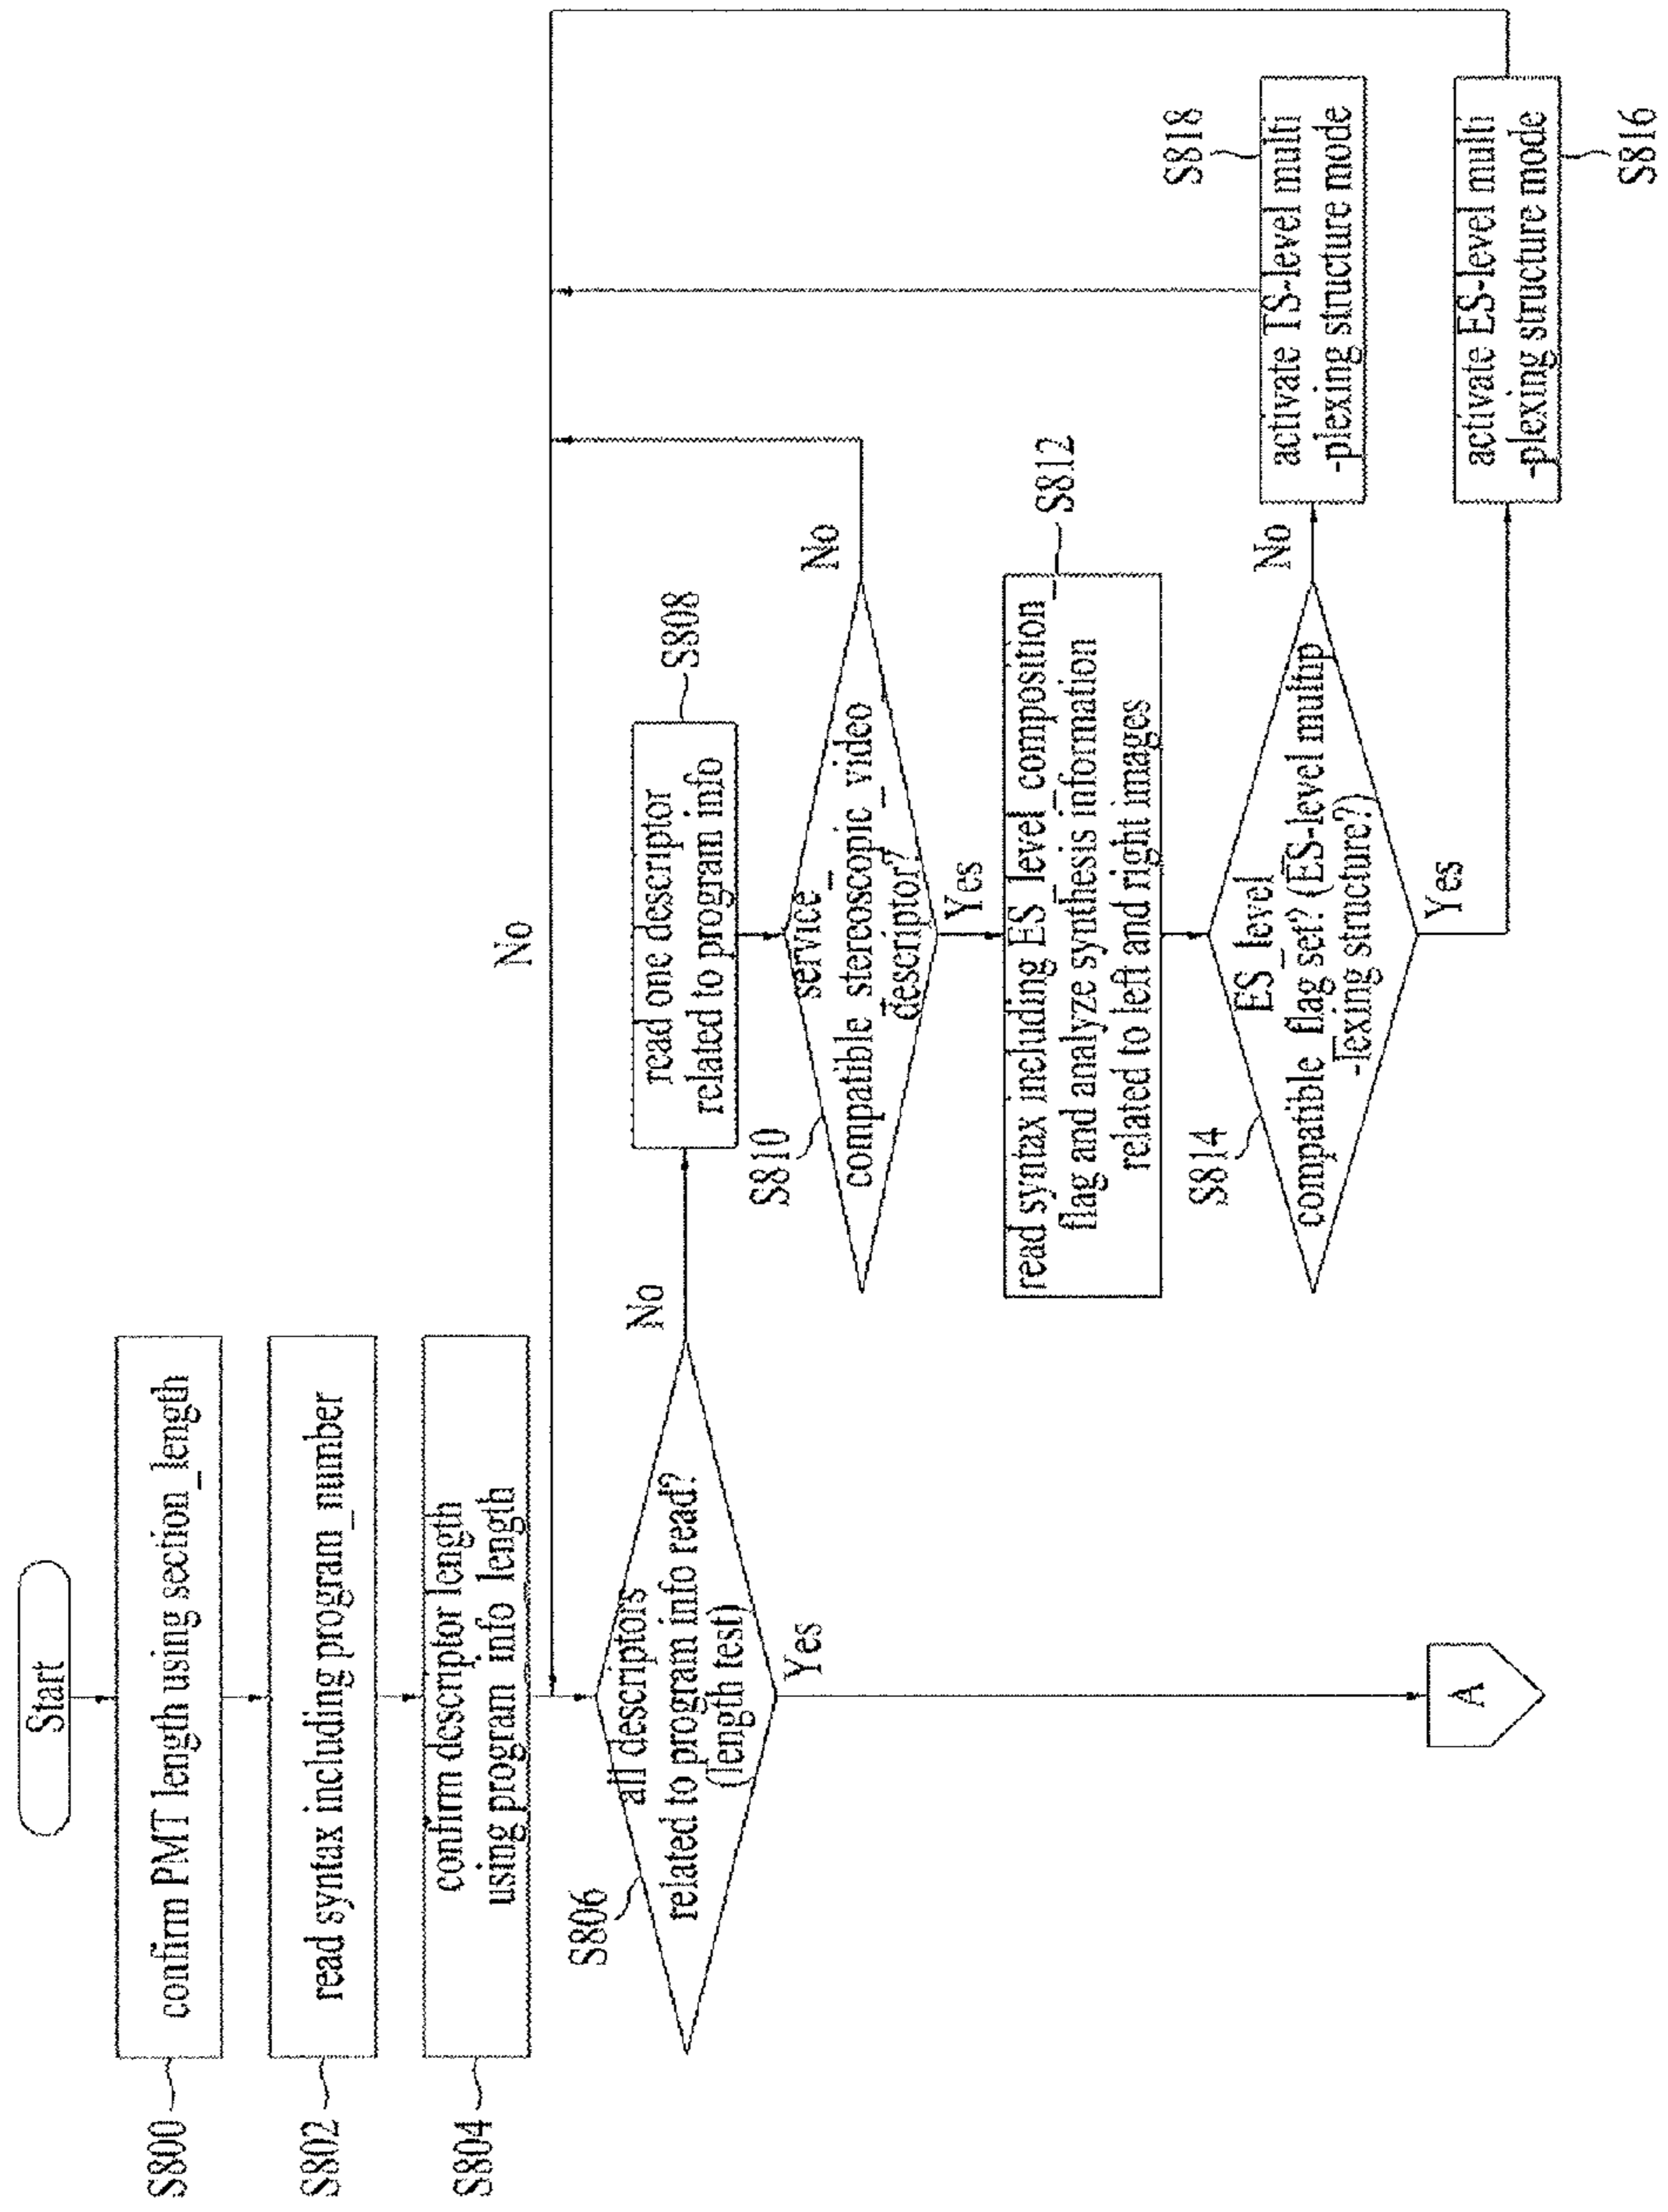 Start
S800
confirm PMT length using section_length
S802
read syntax including program_number
S804
confirm descriptor length
using program_info_length
No
S806
all descriptors
related to program info read?
(length test)
No
Yes
A
S808
read one descriptor
related to program info
S810
service_
compatible_stereoscopic_video
_descriptor?
No
Yes
S812
read syntax including ES_level_composition_
flag and analyze synthesis information
related to left and right images
S814
ES_level
compatible_flag set? (ES-level multip
-lexing structure?)
No
Yes
S818
activate TS-level multi
-plexing structure mode
activate ES-level multi
-plexing structure mode
S816